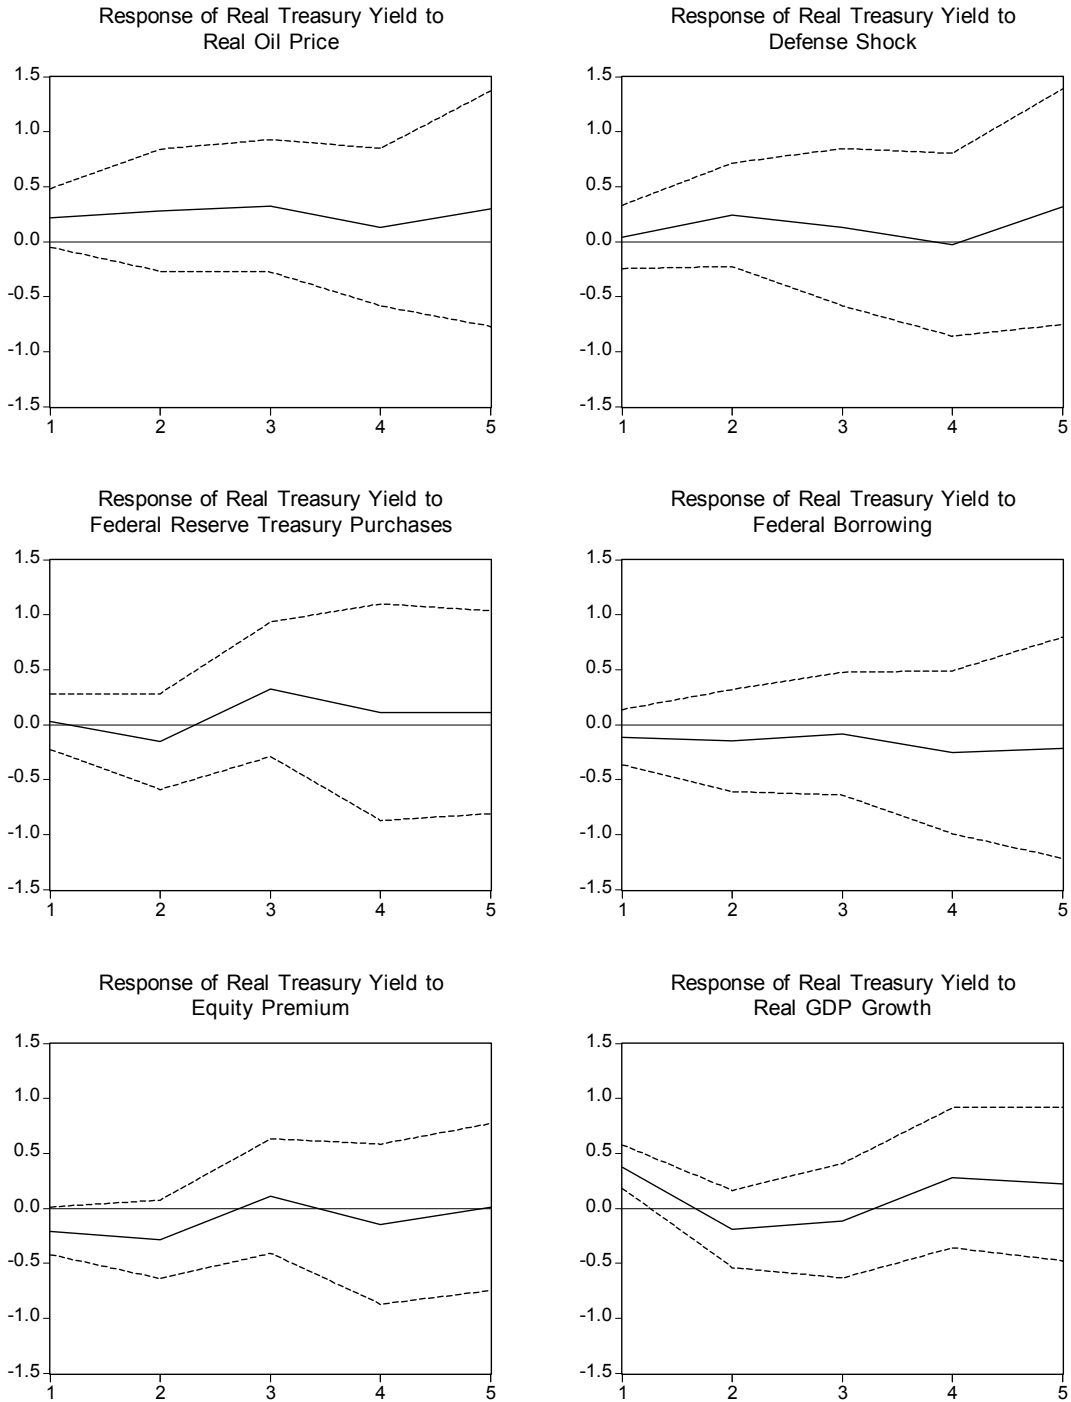 Response of Real Treasury Yield to
Real Oil Price
1.5
1.0
0.5
0.0
-0.5
-1.0
-1.5
1 2 3 4 5
Response of Real Treasury Yield to
Defense Shock
1.5
1.0
0.5
0.0
-0.5
-1.0
-1.5
1 2 3 4 5
Response of Real Treasury Yield to
Federal Reserve Treasury Purchases
1.5
1.0
0.5
0.0
-0.5
-1.0
-1.5
1 2 3 4 5
Response of Real Treasury Yield to
Federal Borrowing
1.5
1.0
0.5
0.0
-0.5
-1.0
-1.5
1 2 3 4 5
Response of Real Treasury Yield to
Equity Premium
1.5
1.0
0.5
0.0
-0.5
-1.0
-1.5
1 2 3 4 5
Response of Real Treasury Yield to
Real GDP Growth
1.5
1.0
0.5
0.0
-0.5
-1.0
-1.5
1 2 3 4 5